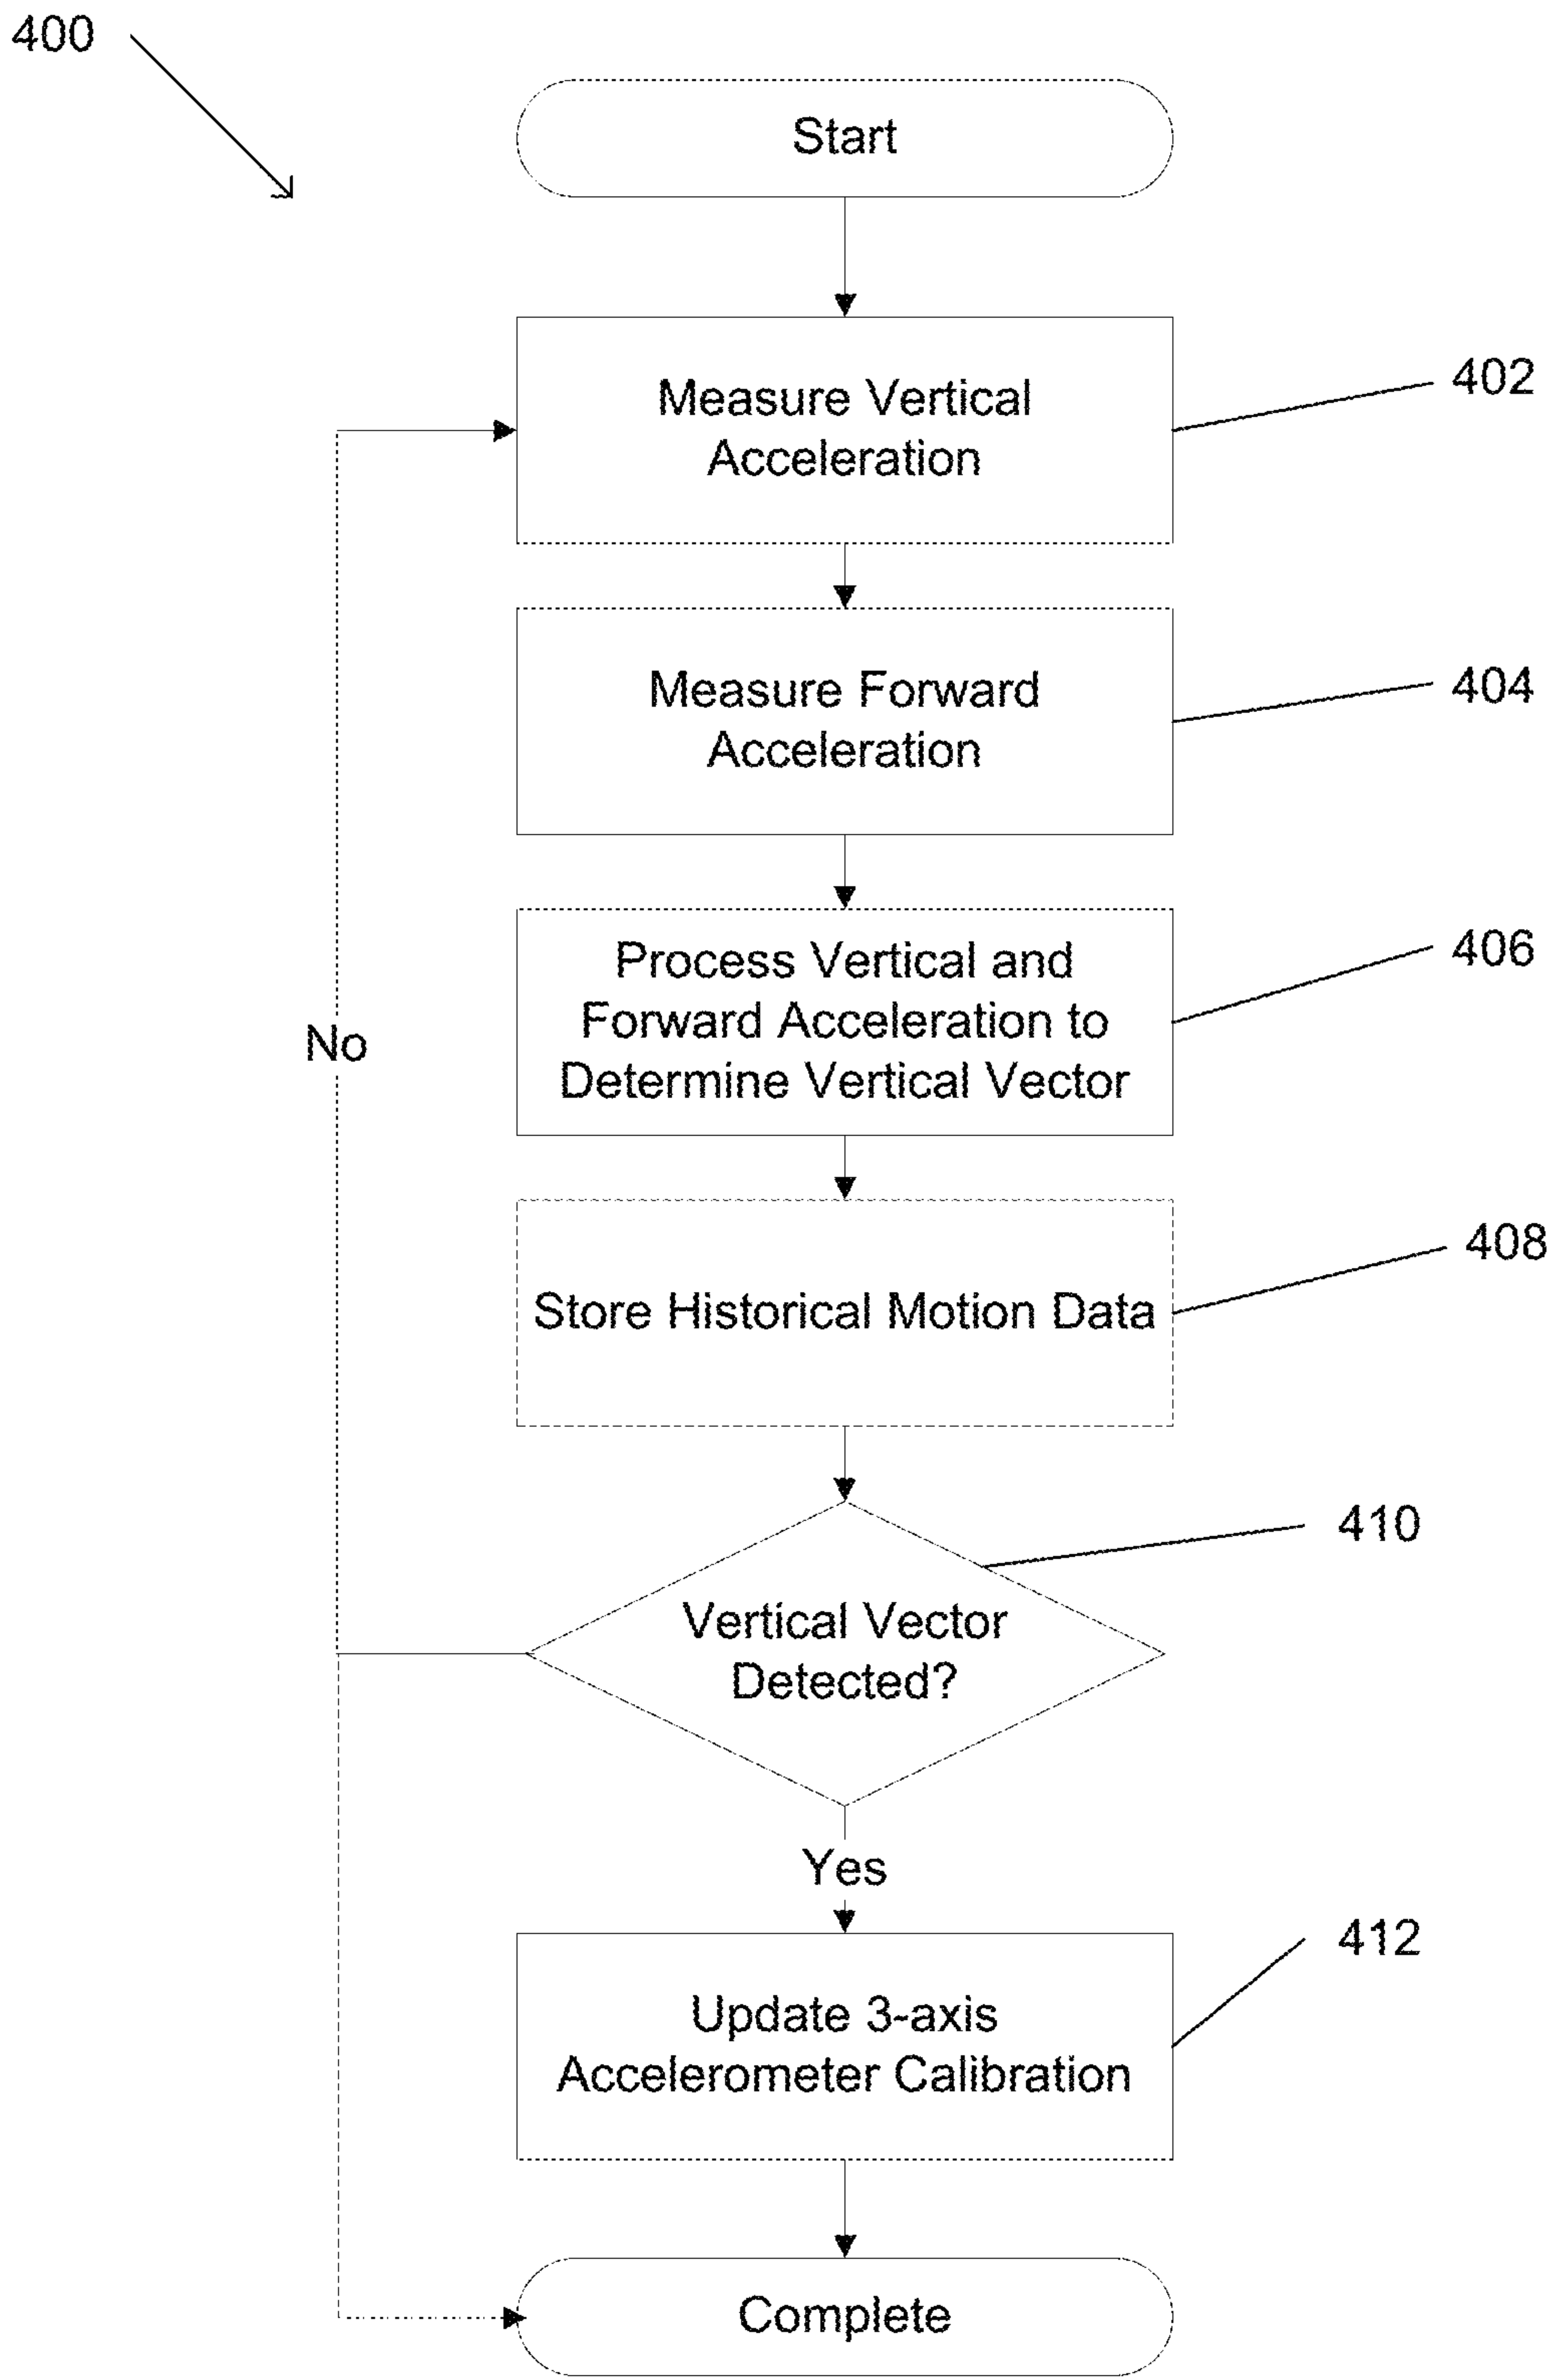 400
Start
Measure Vertical
Acceleration
402
Measure Forward
Acceleration
404
Process Vertical and
Forward Acceleration to
Determine Vertical Vector
406
No
Store Historical Motion Data
408
Vertical Vector
Detected?
410
Yes
Update 3-axis
Accelerometer Calibration
412
Complete